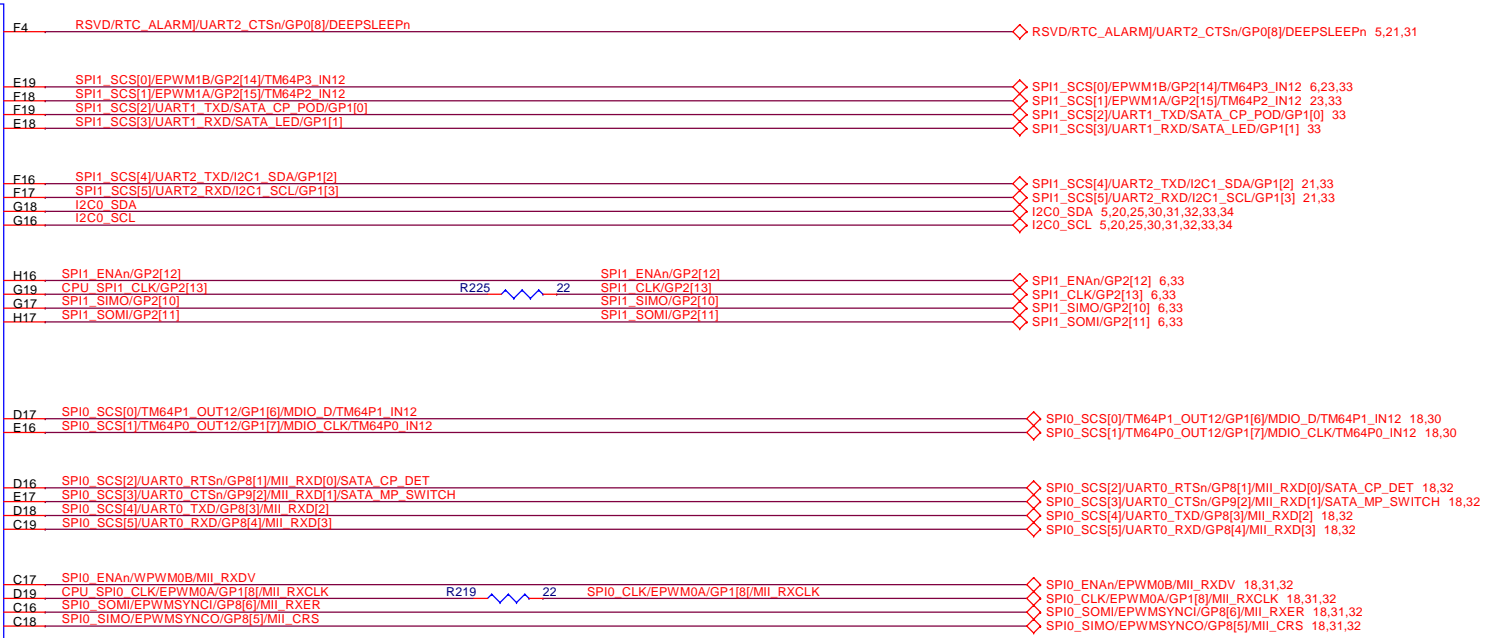 F4 RSVD/RTC_ALARM]/UART2_CTSn/GP0[8]/DEEPSLEEPn RSVD/RTC_ALARM]/UART2_CTSn/GP0[8]/DEEPSLEEPn 5,21,31
E19 SPI1_SCS[0]/EPWM1B/GP2[14]/TM64P3_IN12 SPI1_SCS[0]/EPWM1B/GP2[14]/TM64P3_IN12 6,23,33
F18 SPI1_SCS[1]/EPWM1A/GP2[15]/TM64P2_IN12 SPI1_SCS[1]/EPWM1A/GP2[15]/TM64P2_IN12 23,33
F19 SPI1_SCS[2]/UART1_TXD/SATA_CP_POD/GP1[0] SPI1_SCS[2]/UART1_TXD/SATA_CP_POD/GP1[0] 33
E18 SPI1_SCS[3]/UART1_RXD/SATA_LED/GP1[1] SPI1_SCS[3]/UART1_RXD/SATA_LED/GP1[1] 33
F16 SPI1_SCS[4]/UART2_TXD/I2C1_SDA/GP1[2] SPI1_SCS[4]/UART2_TXD/I2C1_SDA/GP1[2] 21,33
F17 SPI1_SCS[5]/UART2_RXD/I2C1_SCL/GP1[3] SPI1_SCS[5]/UART2_RXD/I2C1_SCL/GP1[3] 21,33
G18 I2C0_SDA I2C0_SDA 5,20,25,30,31,32,33,34
G16 I2C0_SCL I2C0_SCL 5,20,25,30,31,32,33,34
H16 SPI1_ENAn/GP2[12] SPI1_ENAn/GP2[12] SPI1_ENAn/GP2[12] 6,33
G19 CPU_SPI1_CLK/GP2[13] R225 22 SPI1_CLK/GP2[13] SPI1_CLK/GP2[13] 6,33
G17 SPI1_SIMO/GP2[10] SPI1_SIMO/GP2[10] SPI1_SIMO/GP2[10] 6,33
H17 SPI1_SOMI/GP2[11] SPI1_SOMI/GP2[11] SPI1_SOMI/GP2[11] 6,33
D17 SPI0_SCS[0]/TM64P1_OUT12/GP1[6]/MDIO_D/TM64P1_IN12 SPI0_SCS[0]/TM64P1_OUT12/GP1[6]/MDIO_D/TM64P1_IN12 18,30
E16 SPI0_SCS[1]/TM64P0_OUT12/GP1[7]/MDIO_CLK/TM64P0_IN12 SPI0_SCS[1]/TM64P0_OUT12/GP1[7]/MDIO_CLK/TM64P0_IN12 18,30
D16 SPI0_SCS[2]/UART0_RTSn/GP8[1]/MII_RXD[0]/SATA_CP_DET SPI0_SCS[2]/UART0_RTSn/GP8[1]/MII_RXD[0]/SATA_CP_DET 18,32
E17 SPI0_SCS[3]/UART0_CTSn/GP9[2]/MII_RXD[1]/SATA_MP_SWITCH SPI0_SCS[3]/UART0_CTSn/GP9[2]/MII_RXD[1]/SATA_MP_SWITCH 18,32
D18 SPI0_SCS[4]/UART0_TXD/GP8[3]/MII_RXD[2] SPI0_SCS[4]/UART0_TXD/GP8[3]/MII_RXD[2] 18,32
C19 SPI0_SCS[5]/UART0_RXD/GP8[4]/MII_RXD[3] SPI0_SCS[5]/UART0_RXD/GP8[4]/MII_RXD[3] 18,32
C17 SPI0_ENAn/WPWM0B/MII_RXDV SPI0_ENAn/EPWM0B/MII_RXDV 18,31,32
D19 CPU_SPI0_CLK/EPWM0A/GP1[8[/MII_RXCLK R219 22 SPI0_CLK/EPWM0A/GP1[8[/MII_RXCLK SPI0_CLK/EPWM0A/GP1[8]/MII_RXCLK 18,31,32
C16 SPI0_SOMI/EPWMSYNCI/GP8[6]/MII_RXER SPI0_SOMI/EPWMSYNCI/GP8[6]/MII_RXER 18,31,32
C18 SPI0_SIMO/EPWMSYNCO/GP8[5]/MII_CRS SPI0_SIMO/EPWMSYNCO/GP8[5]/MII_CRS 18,31,32